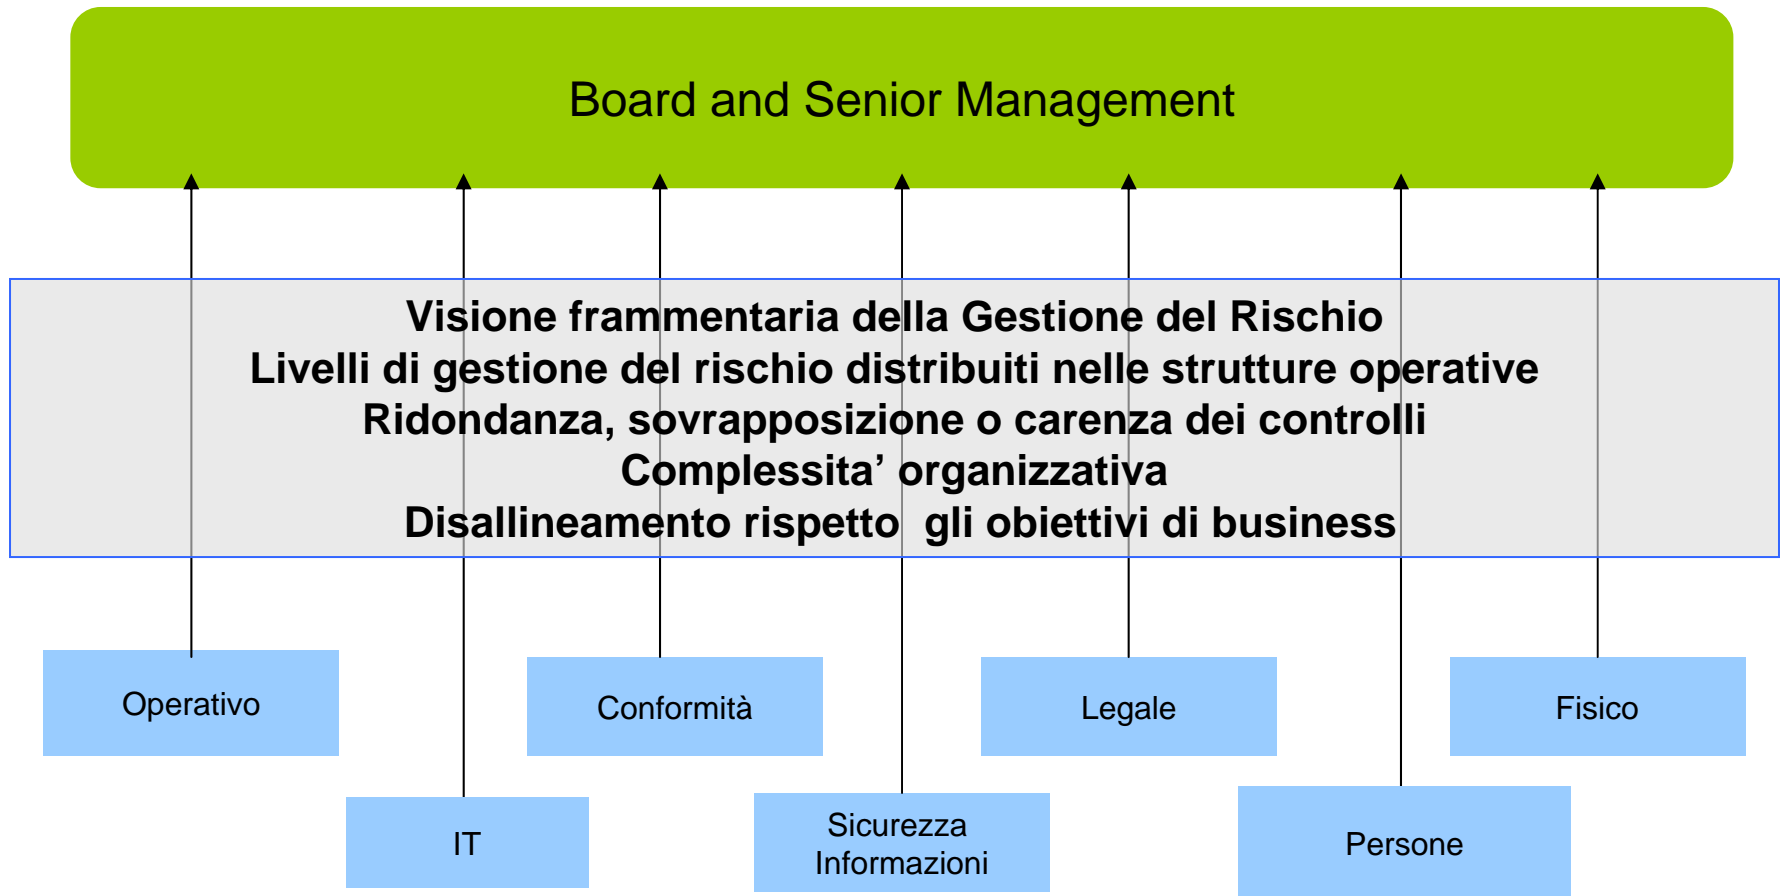 Board and Senior Management
Visione frammentaria della Gestione del Rischio
Livelli di gestione del rischio distribuiti nelle strutture operative
Ridondanza, sovrapposizione o carenza dei controlli
Complessita’ organizzativa
Disallineamento rispetto  gli obiettivi di business
Operativo
Conformità
Legale
Fisico
IT
Sicurezza
Informazioni
Persone